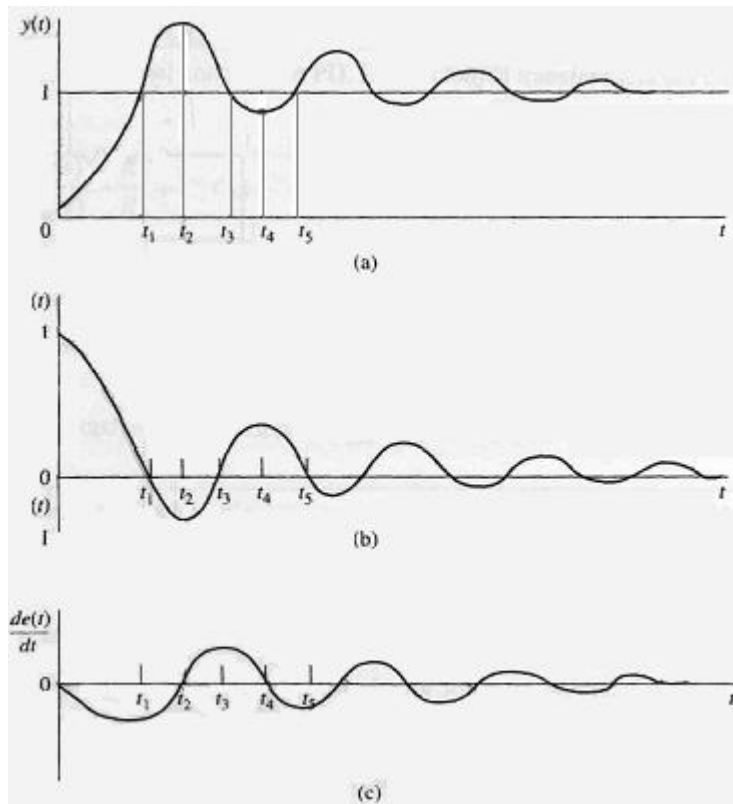 y(t)
1
0
t₁ t₂ t₃ t₄ t₅ t
(a)
(t)
1
0
t₁ t₂ t₃ t₄ t₅ t
(t)
1
(b)
de(t)
dt
0
t₁ t₂ t₃ t₄ t₅ t
(c)